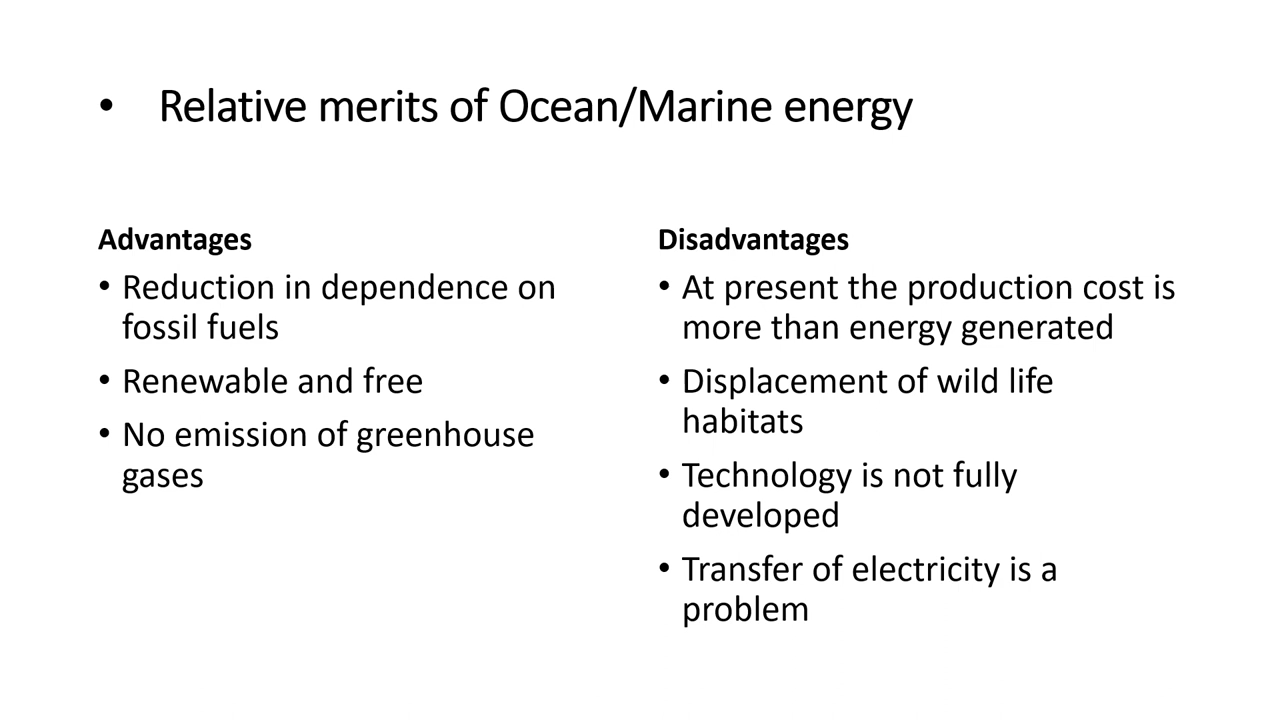 • Relative merits of Ocean/Marine energy
Advantages
• Reduction in dependence on
fossil fuels
• Renewable and free
• No emission of greenhouse
gases
Disadvantages
• At present the production cost is
more than energy generated
• Displacement of wild life
habitats
• Technology is not fully
developed
• Transfer of electricity is a
problem